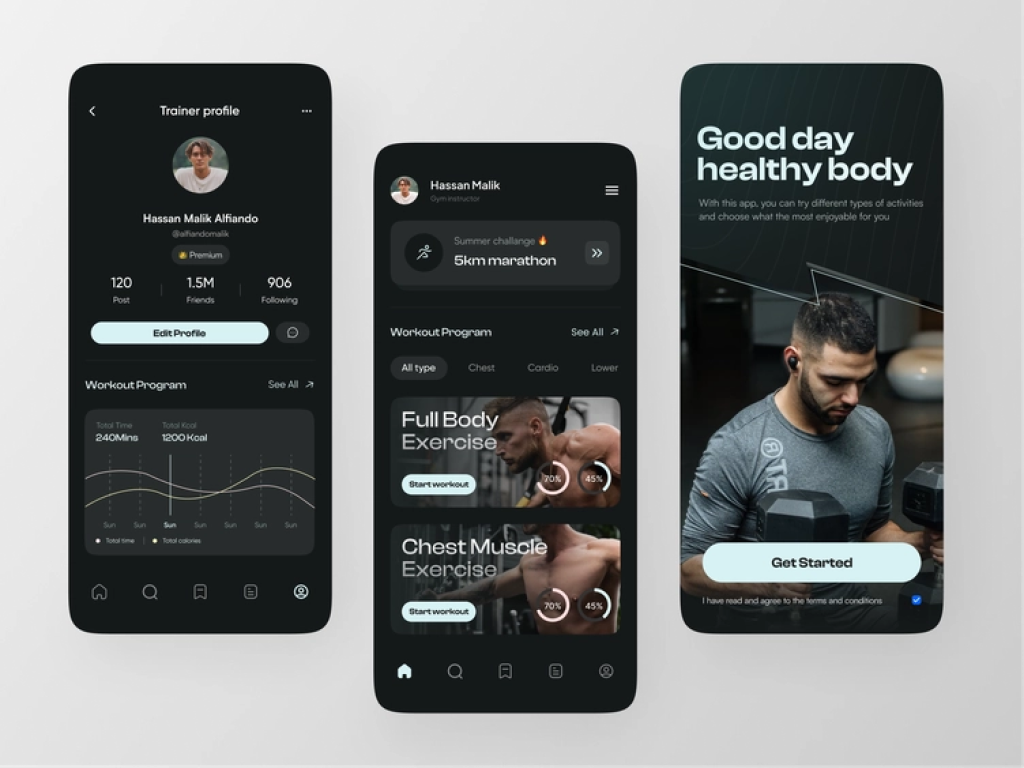 Trainer profile
Hassan Malik Alfiando
@alfiandomalik
Premium
120 1.5M 906
Post Friends Following
Edit Profile
Workout Program See All
Total Time Total Kcal
240Mins 1200 Kcal
Sun Sun Sun Sun Sun Sun Sun
Total time Total calories
Hassan Malik
Gym instructor
Summer challange 🔥
5km marathon
Workout Program See All
All type Chest Cardio Lower
Full Body
Exercise
Start workout 70% 45%
Chest Muscle
Exercise
Start workout 70% 45%
Good day
healthy body
With this app, you can try different types of activities
and choose what the most enjoyable for you
Get Started
I have read and agree to the terms and conditions